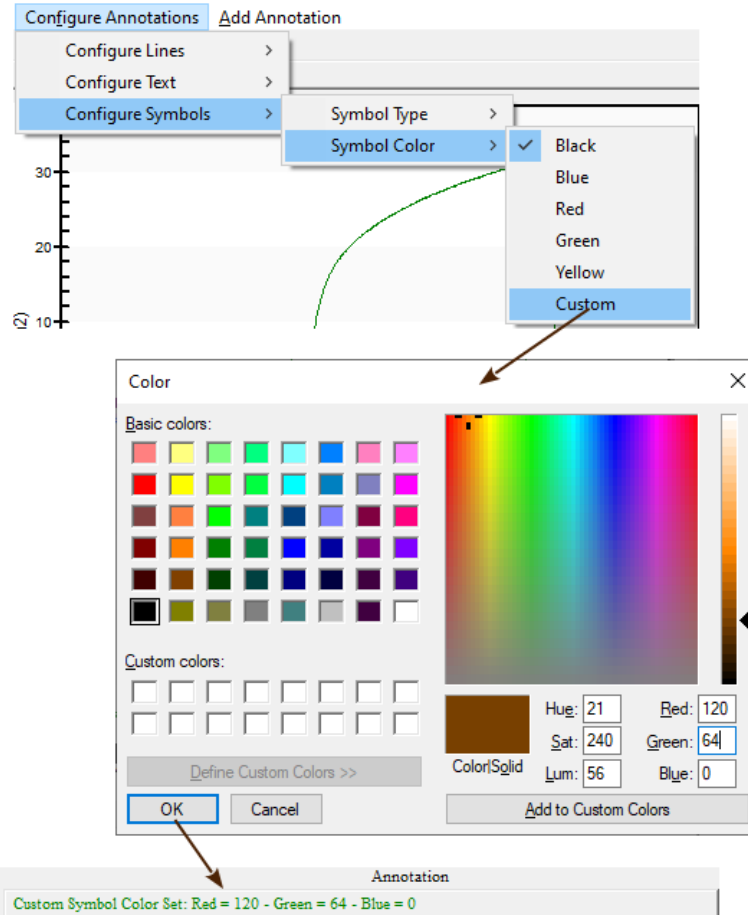 Configure Annotations Add Annotation
Configure Lines >
Configure Text >
Configure Symbols >
Symbol Type >
Symbol Color >
✓ Black
Blue
Red
Green
Yellow
Custom
30
20
10
Color
Basic colors:
Custom colors:
Define Custom Colors >>
OK Cancel
Color|Solid
Hue: 21 Red: 120
Sat: 240 Green: 64
Lum: 56 Blue: 0
Add to Custom Colors
Annotation
Custom Symbol Color Set: Red = 120 - Green = 64 - Blue = 0